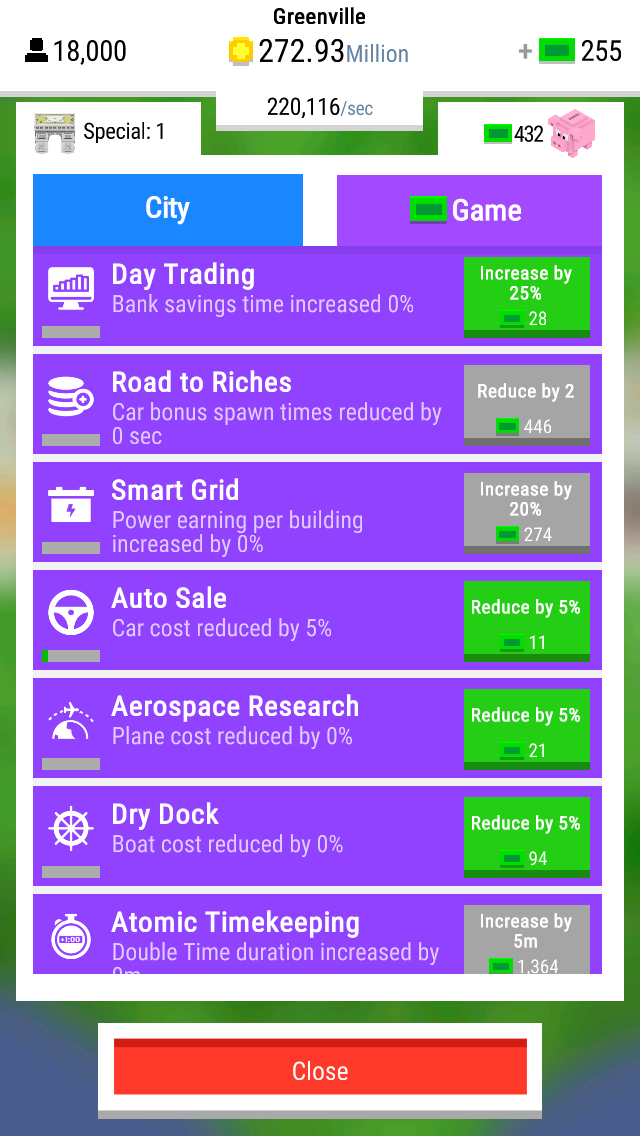 Greenville
18,000
272.93Million
+ 255
220,116/sec
Special: 1
432
City
Game
Day Trading
Bank savings time increased 0%
Increase by
25%
28
Road to Riches
Car bonus spawn times reduced by
0 sec
Reduce by 2
446
Smart Grid
Power earning per building
increased by 0%
Increase by
20%
274
Auto Sale
Car cost reduced by 5%
Reduce by 5%
11
Aerospace Research
Plane cost reduced by 0%
Reduce by 5%
21
Dry Dock
Boat cost reduced by 0%
Reduce by 5%
94
+1:00
Atomic Timekeeping
Double Time duration increased by
0m
Increase by
5m
1,364
Close